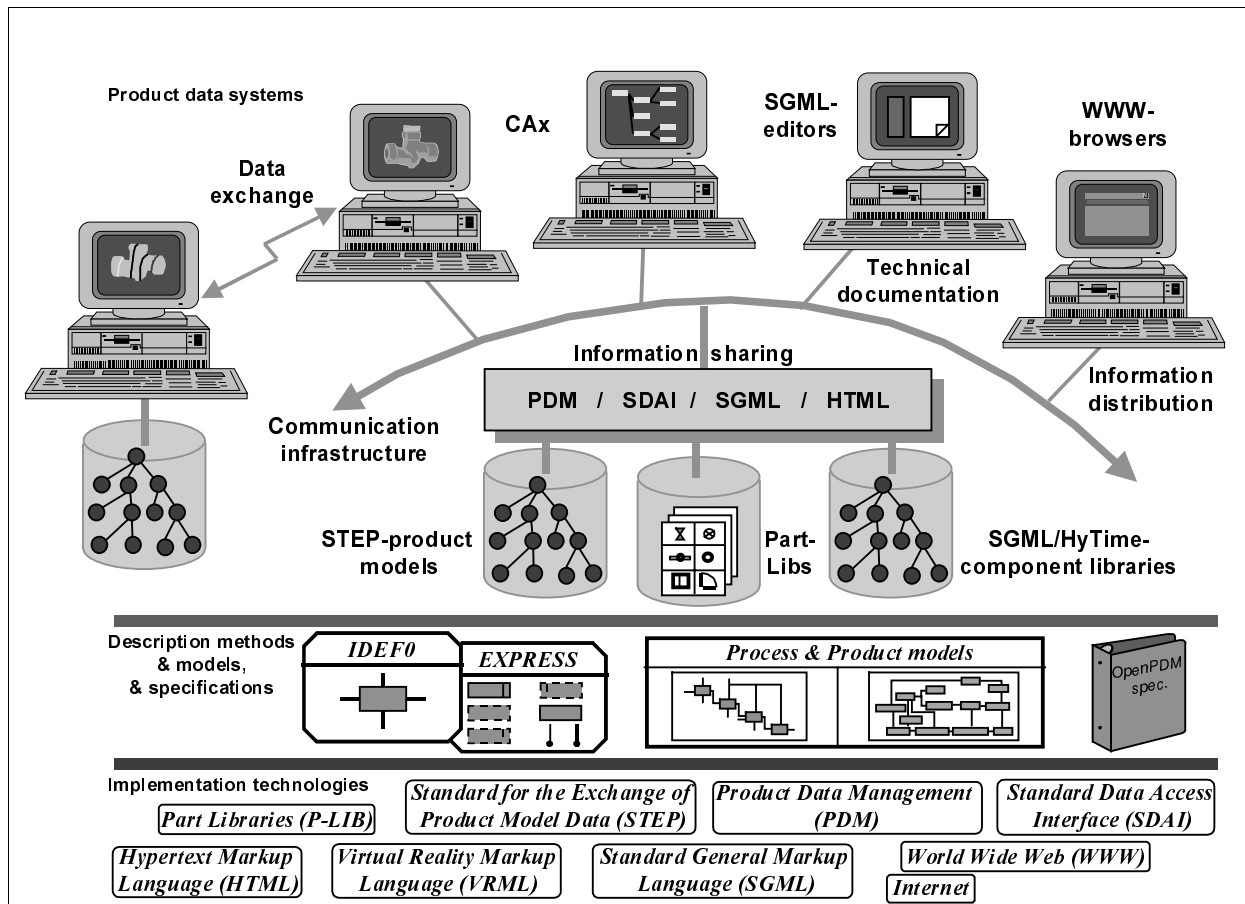 Product data systems
CAx
SGML-
editors
WWW-
browsers
Data
exchange
Technical
documentation
Information sharing
Information
distribution
PDM / SDAI / SGML / HTML
Communication
infrastructure
STEP-product
models
Part-
Libs
SGML/HyTime-
component libraries
Description methods
& models,
& specifications
IDEF0
EXPRESS
Process & Product models
OpenPDM
spec.
Implementation technologies
Part Libraries (P-LIB)
Standard for the Exchange of
Product Model Data (STEP)
Product Data Management
(PDM)
Standard Data Access
Interface (SDAI)
Hypertext Markup
Language (HTML)
Virtual Reality Markup
Language (VRML)
Standard General Markup
Language (SGML)
World Wide Web (WWW)
Internet